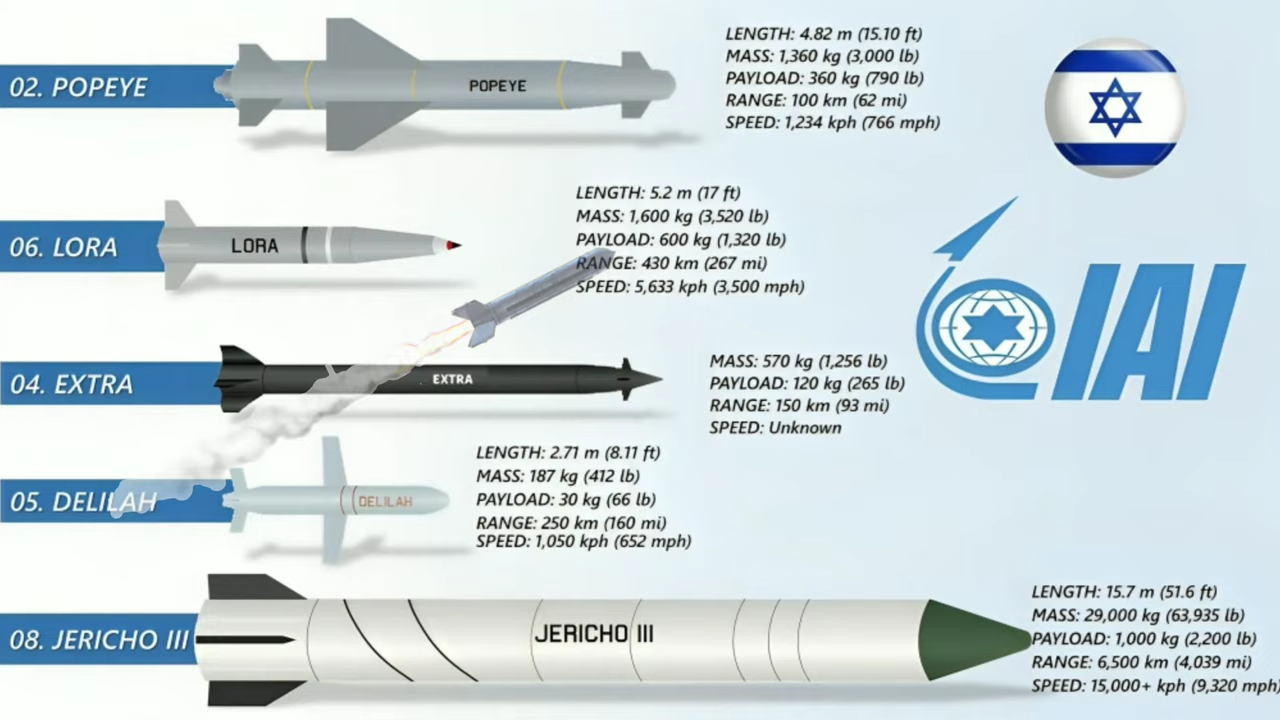 02. POPEYE
POPEYE
LENGTH: 4.82 m (15.10 ft)
MASS: 1,360 kg (3,000 lb)
PAYLOAD: 360 kg (790 lb)
RANGE: 100 km (62 mi)
SPEED: 1,234 kph (766 mph)
06. LORA
LORA
LENGTH: 5.2 m (17 ft)
MASS: 1,600 kg (3,520 lb)
PAYLOAD: 600 kg (1,320 lb)
RANGE: 430 km (267 mi)
SPEED: 5,633 kph (3,500 mph)
IAI
04. EXTRA
EXTRA
MASS: 570 kg (1,256 lb)
PAYLOAD: 120 kg (265 lb)
RANGE: 150 km (93 mi)
SPEED: Unknown
05. DELILAH
DELILAH
LENGTH: 2.71 m (8.11 ft)
MASS: 187 kg (412 lb)
PAYLOAD: 30 kg (66 lb)
RANGE: 250 km (160 mi)
SPEED: 1,050 kph (652 mph)
08. JERICHO III
JERICHO III
LENGTH: 15.7 m (51.6 ft)
MASS: 29,000 kg (63,935 lb)
PAYLOAD: 1,000 kg (2,200 lb)
RANGE: 6,500 km (4,039 mi)
SPEED: 15,000+ kph (9,320 mph)